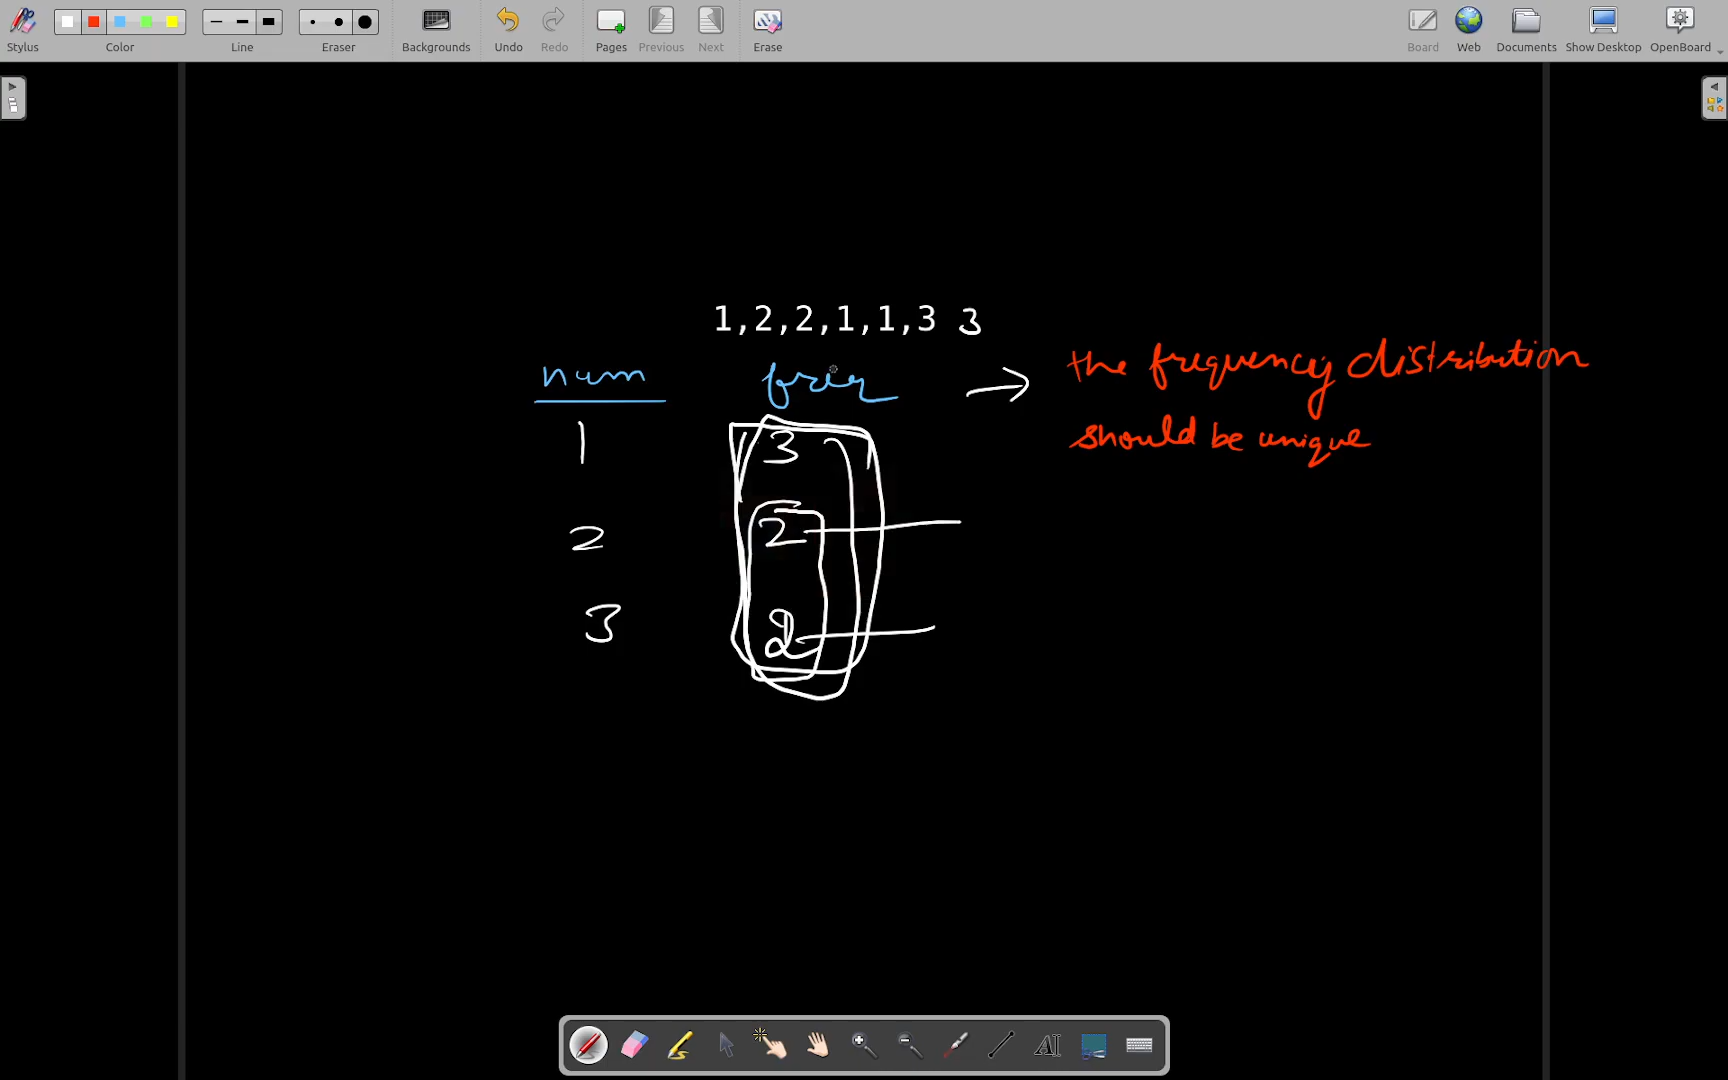 Stylus
Color
Line
Eraser
Backgrounds
Undo
Redo
Pages
Previous
Next
Erase
Board
Web
Documents
Show Desktop
OpenBoard
1,2,2,1,1,3 3
num freq → the frequency distribution
should be unique
1 3
2 2
3 2
AI